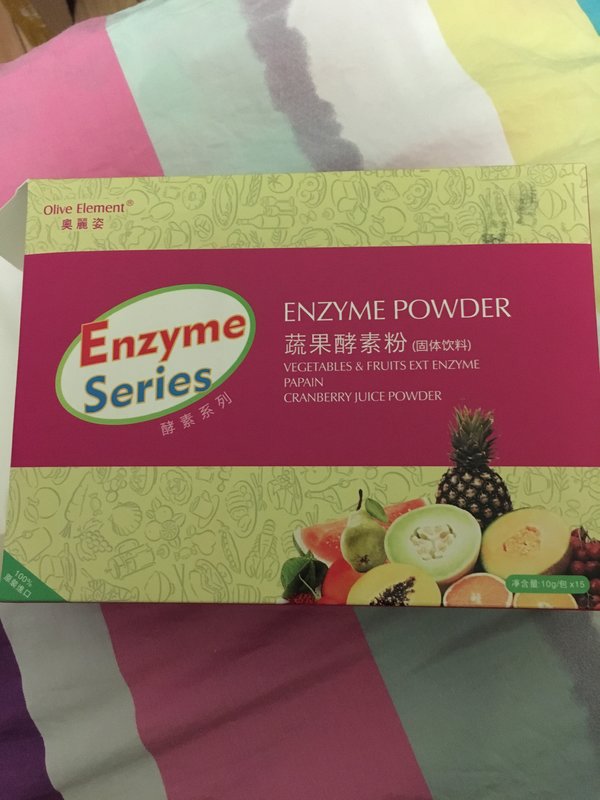 Olive Element®
奥麗姿
Enzyme
Series
酵素系列
ENZYME POWDER
蔬果酵素粉 (固体饮料)
VEGETABLES & FRUITS EXT ENZYME
PAPAIN
CRANBERRY JUICE POWDER
100%
原裝進口
净含量:10g/包 x15